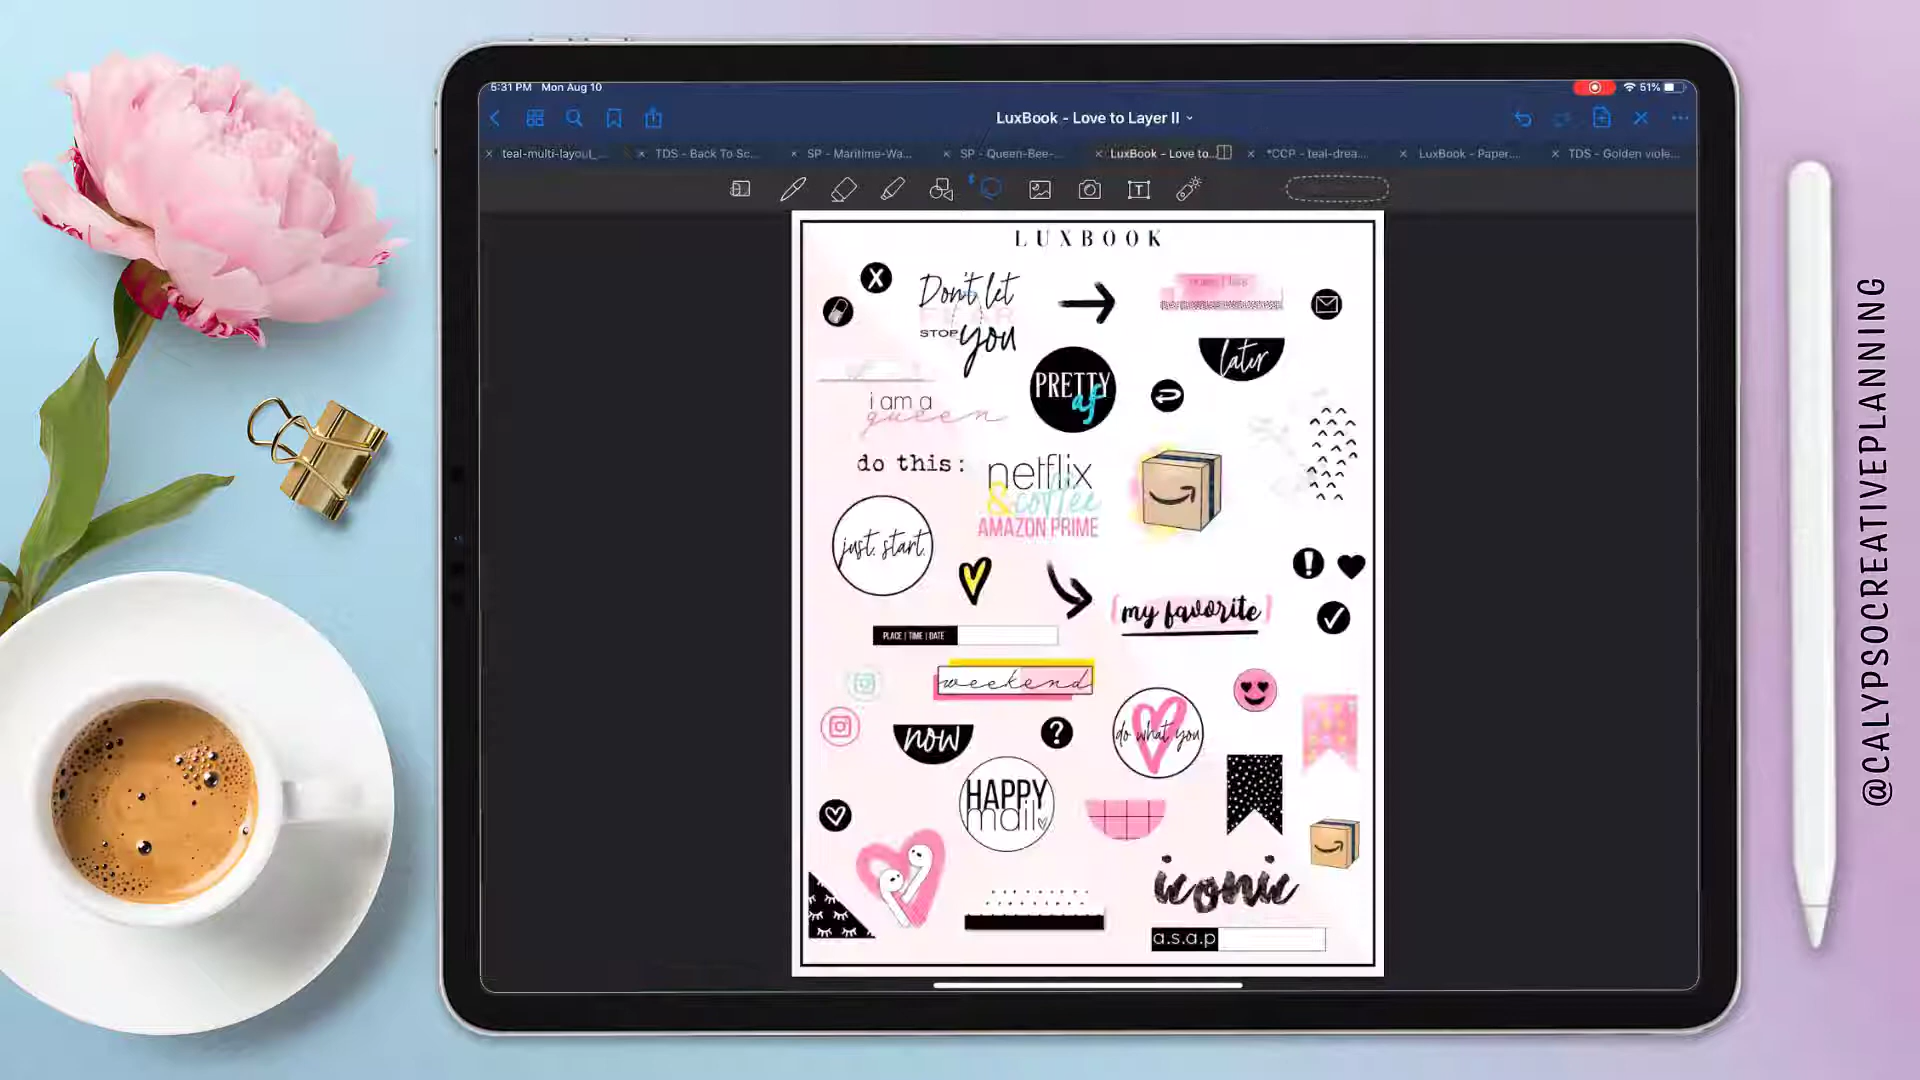 5:31 PM Mon Aug 10
51%
LuxBook - Love to Layer II
teal-multi-layout_...
TDS - Back To Sc...
SP - Maritime-Wa...
SP - Queen-Bee-...
LuxBook - Love to...
*CCP - teal-drea...
LuxBook - Paper...
TDS - Golden viole...
LUXBOOK
X
Don't let
FEAR
STOP you
later
PRETTY
af
i am a
queen
do this:
netflix
& coffee
AMAZON PRIME
just. start.
my favorite
PLACE | TIME | DATE
weekend
now
?
do what you
HAPPY
mail
iconic
a.s.a.p
@CALYPSOCREATIVEPLANNING